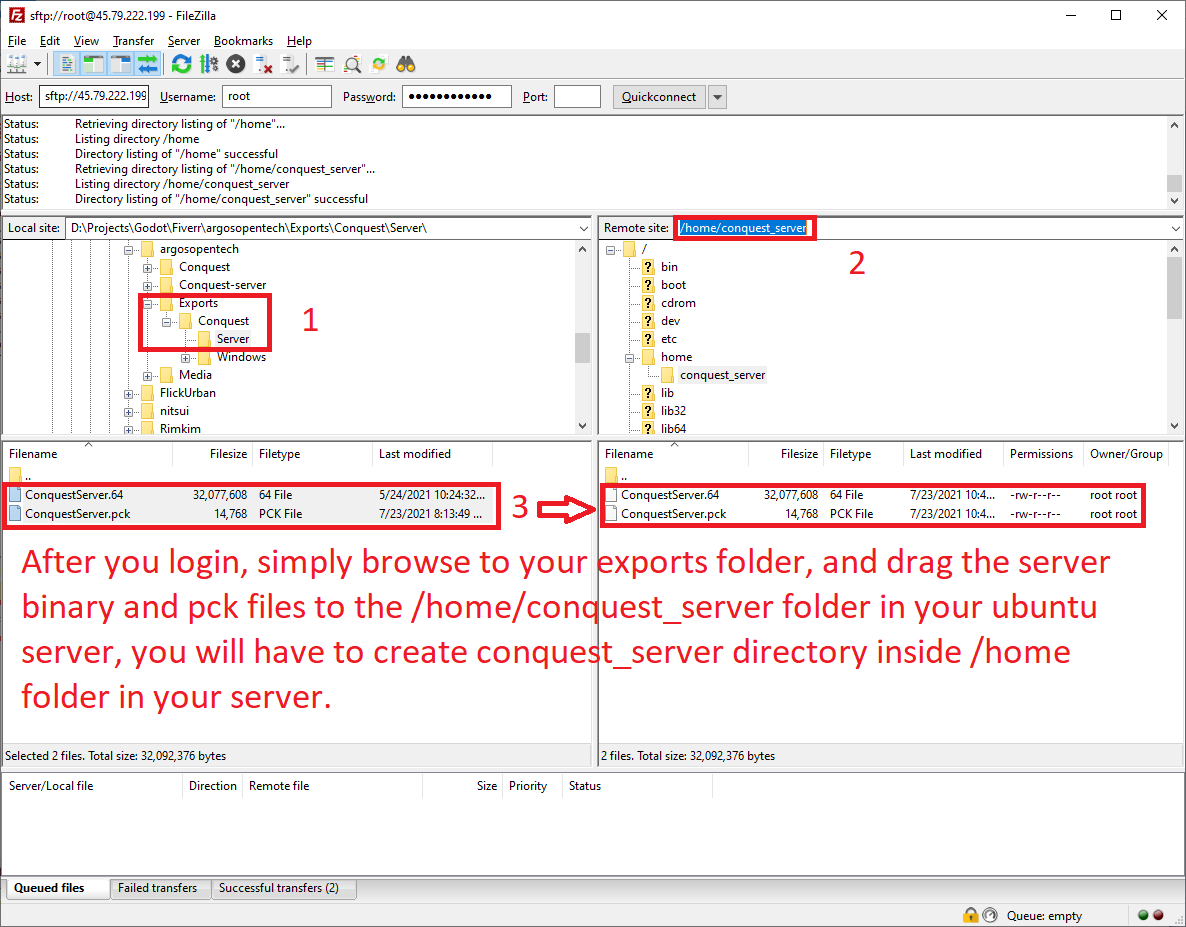 sftp://root@45.79.222.199 - FileZilla
File Edit View Transfer Server Bookmarks Help
Host: sftp://45.79.222.199 Username: root Password: ●●●●●●●●●●●● Port: Quickconnect
Status: Retrieving directory listing of "/home"...
Status: Listing directory /home
Status: Directory listing of "/home" successful
Status: Retrieving directory listing of "/home/conquest_server"...
Status: Listing directory /home/conquest_server
Status: Directory listing of "/home/conquest_server" successful
Local site: D:\Projects\Godot\Fiverr\argosopentech\Exports\Conquest\Server\
argosopentech
Conquest
Conquest-server
Exports
Conquest
Server
Windows
Media
FlickUrban
nitsui
Rimkim
1
Remote site: /home/conquest_server
2
/
bin
boot
cdrom
dev
etc
home
conquest_server
lib
lib32
lib64
Filename Filesize Filetype Last modified
..
ConquestServer.64 32,077,608 64 File 5/24/2021 10:24:32...
ConquestServer.pck 14,768 PCK File 7/23/2021 8:13:49 ...
3
Filename Filesize Filetype Last modified Permissions Owner/Group
..
ConquestServer.64 32,077,608 64 File 7/23/2021 10:4... -rw-r--r-- root root
ConquestServer.pck 14,768 PCK File 7/23/2021 10:4... -rw-r--r-- root root
After you login, simply browse to your exports folder, and drag the server
binary and pck files to the /home/conquest_server folder in your ubuntu
server, you will have to create conquest_server directory inside /home
folder in your server.
Selected 2 files. Total size: 32,092,376 bytes
2 files. Total size: 32,092,376 bytes
Server/Local file Direction Remote file Size Priority Status
Queued files Failed transfers Successful transfers (2)
Queue: empty